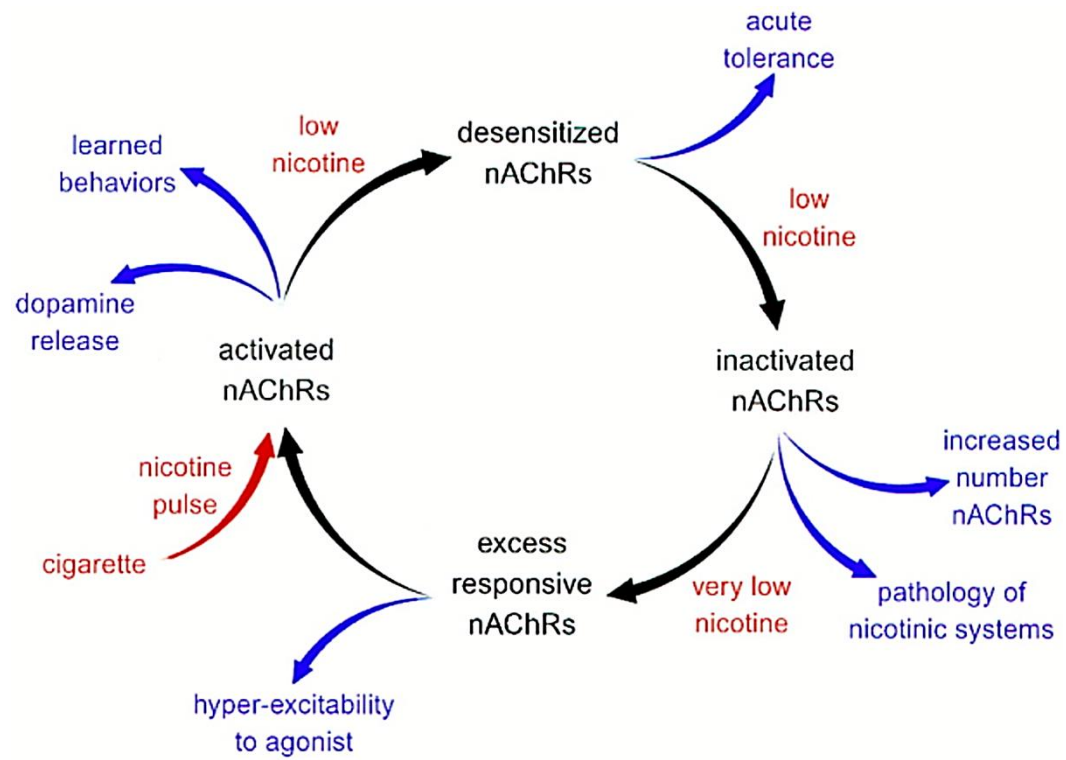 acute
tolerance
low
nicotine
desensitized
nAChRs
learned
behaviors
low
nicotine
dopamine
release
activated
nAChRs
inactivated
nAChRs
increased
number
nAChRs
nicotine
pulse
cigarette
excess
responsive
nAChRs
very low
nicotine
pathology of
nicotinic systems
hyper-excitability
to agonist